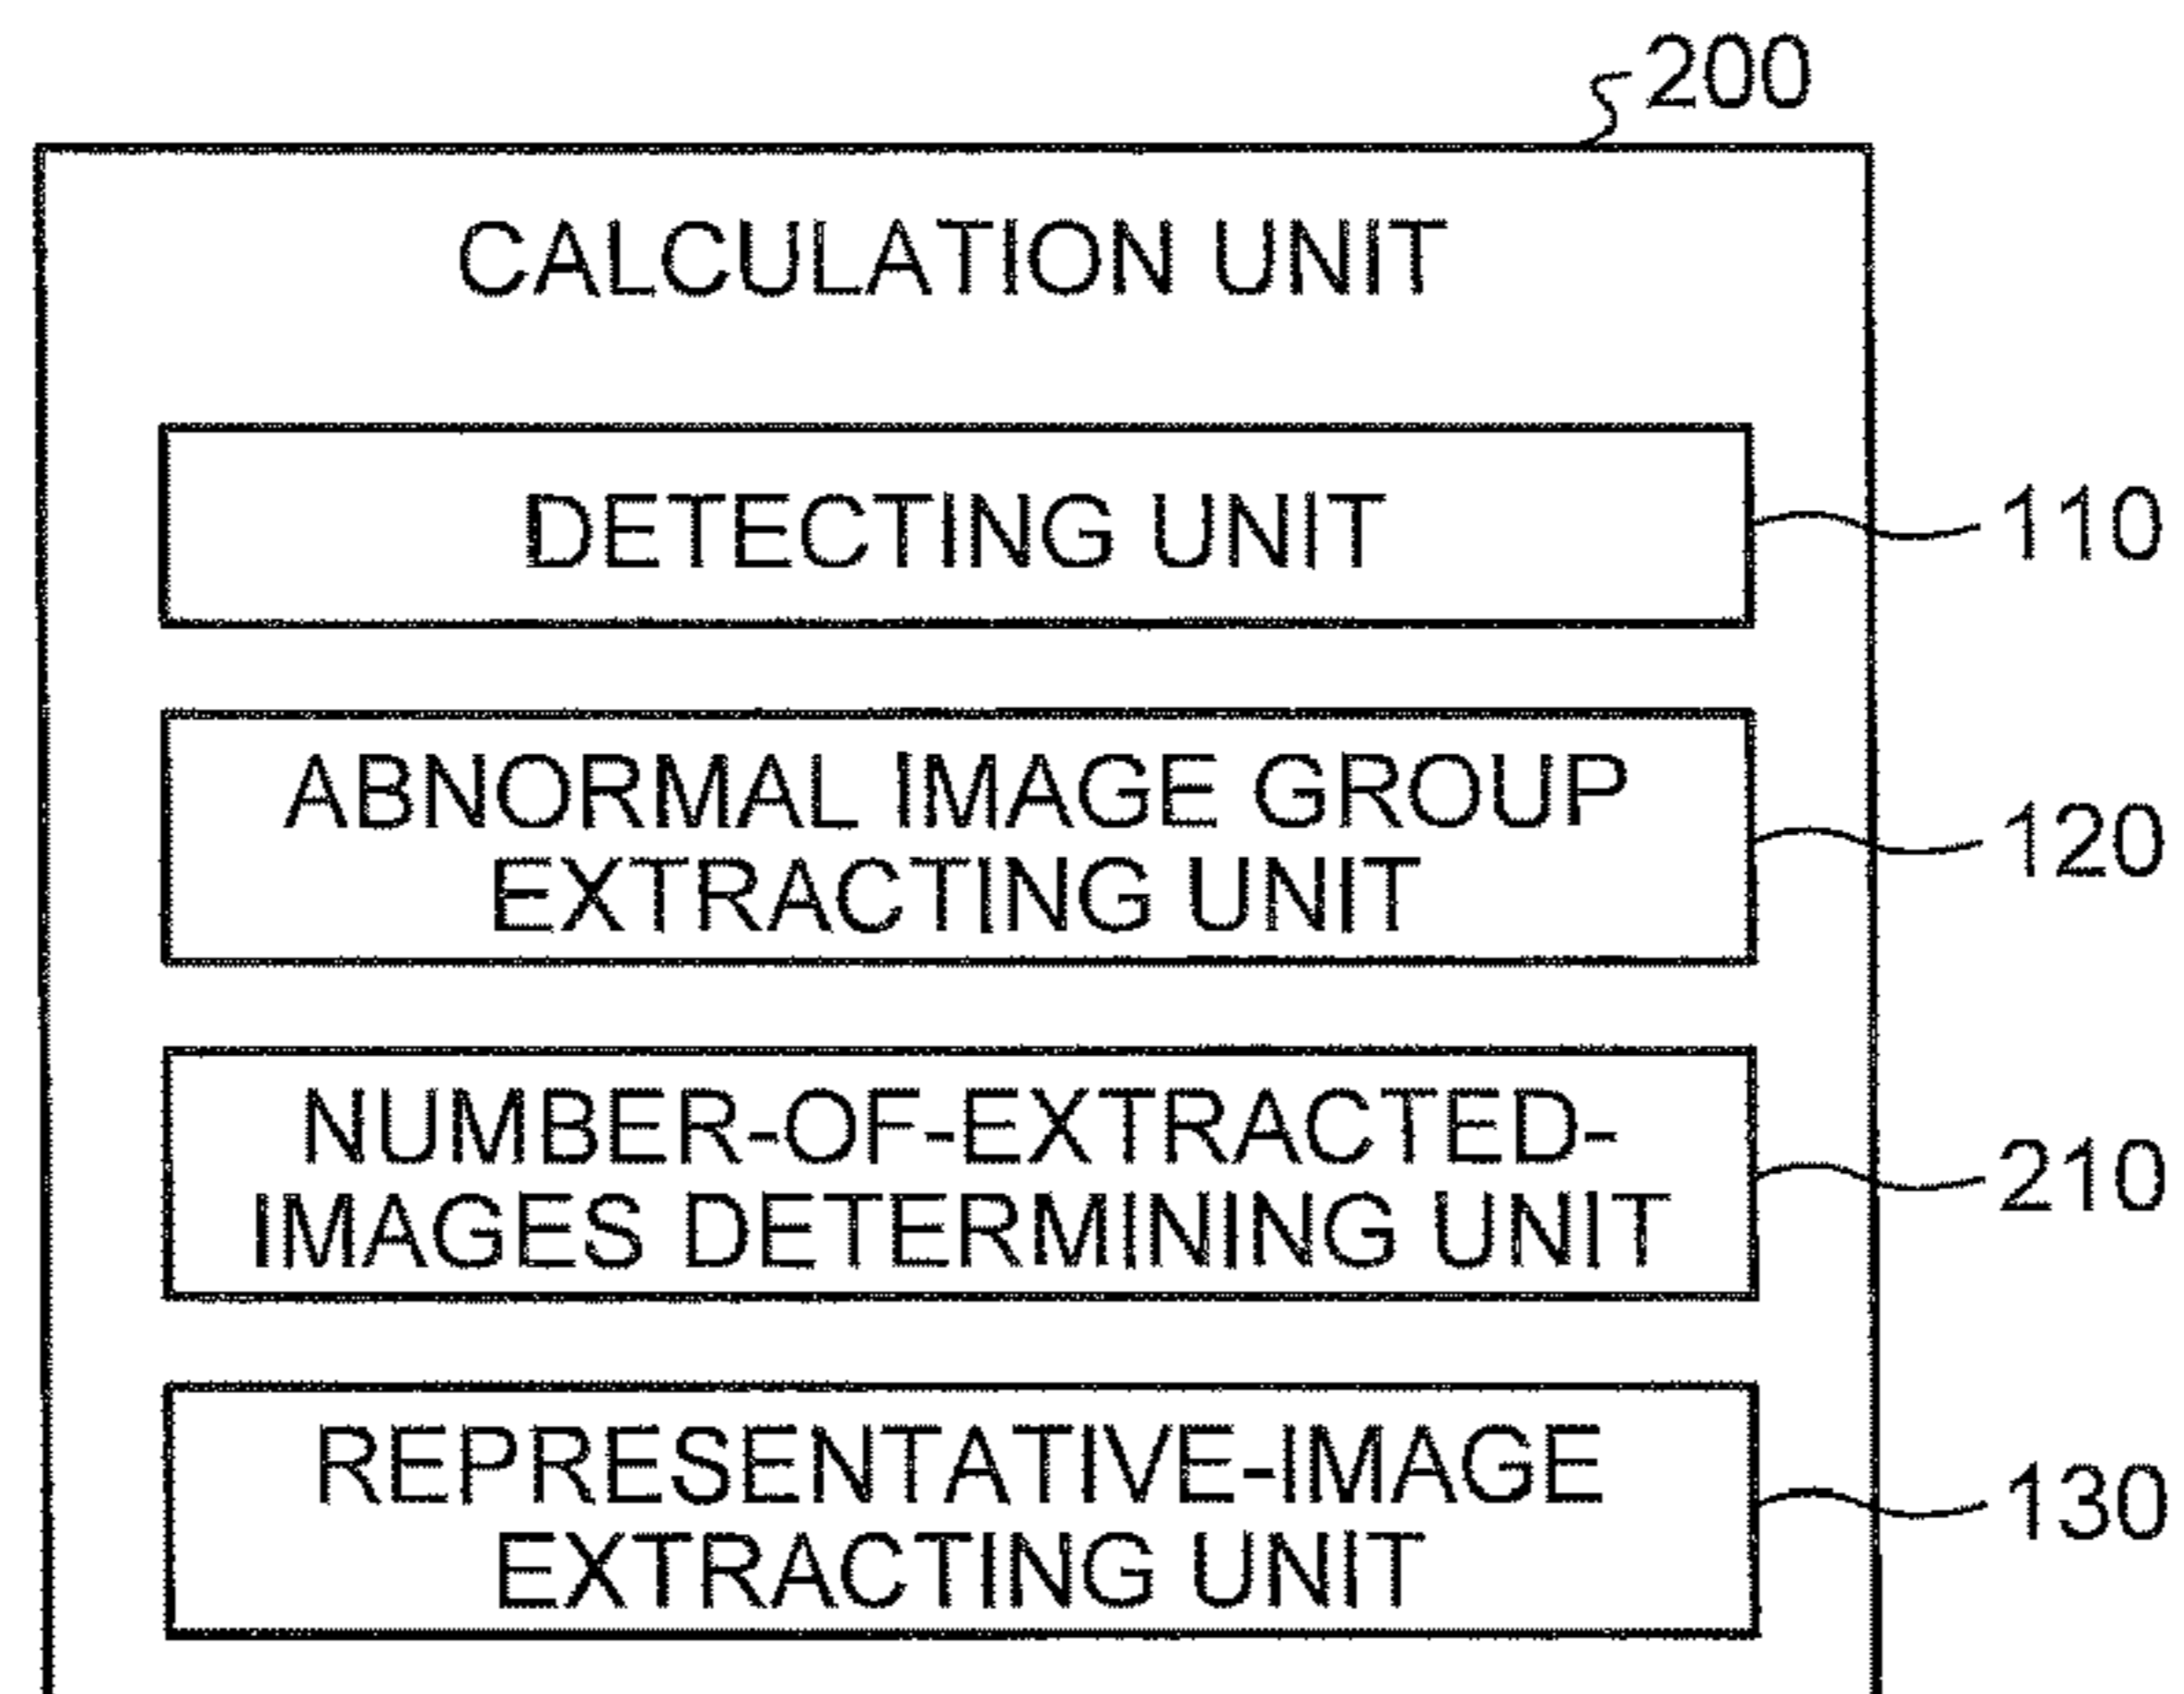 200
CALCULATION UNIT
DETECTING UNIT
110
ABNORMAL IMAGE GROUP
EXTRACTING UNIT
120
NUMBER-OF-EXTRACTED-
IMAGES DETERMINING UNIT
210
REPRESENTATIVE-IMAGE
EXTRACTING UNIT
130